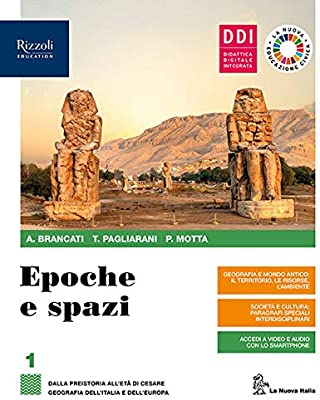 Rizzoli
EDUCATION
DDI
DIDATTICA
DIGITALE
INTEGRATA
LA NUOVA
EDUCAZIONE CIVICA
A. BRANCATI T. PAGLIARANI P. MOTTA
Epoche
e spazi
GEOGRAFIA E MONDO ANTICO:
IL TERRITORIO, LE RISORSE,
L'AMBIENTE
SOCIETÀ E CULTURA:
PARAGRAFI SPECIALI
INTERDISCIPLINARI
ACCEDI A VIDEO E AUDIO
CON LO SMARTPHONE
1
DALLA PREISTORIA ALL'ETÀ DI CESARE
GEOGRAFIA DELL'ITALIA E DELL'EUROPA
La Nuova Italia